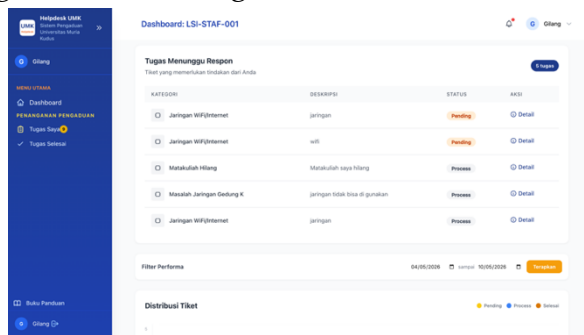 UMK
Helpdesk UMK
Sistem Pengaduan
Universitas Muria
Kudus
»
Dashboard: LSI-STAF-001
G Gilang
G Gilang
MENU UTAMA
Dashboard
PENANGANAN PENGADUAN
Tugas Saya
Tugas Selesai
Buku Panduan
G Gilang
Tugas Menunggu Respon
Tiket yang memerlukan tindakan dari Anda
5 tugas
KATEGORI DESKRIPSI STATUS AKSI
Jaringan WiFi/Internet jaringan Pending Detail
Jaringan WiFi/Internet wifi Pending Detail
Matakuliah Hilang Matakuliah saya hilang Process Detail
Masalah Jaringan Gedung K jaringan tidak bisa di gunakan Process Detail
Jaringan WiFi/Internet jaringan Process Detail
Filter Performa 04/05/2026 sampai 10/05/2026 Terapkan
Distribusi Tiket Pending Process Selesai